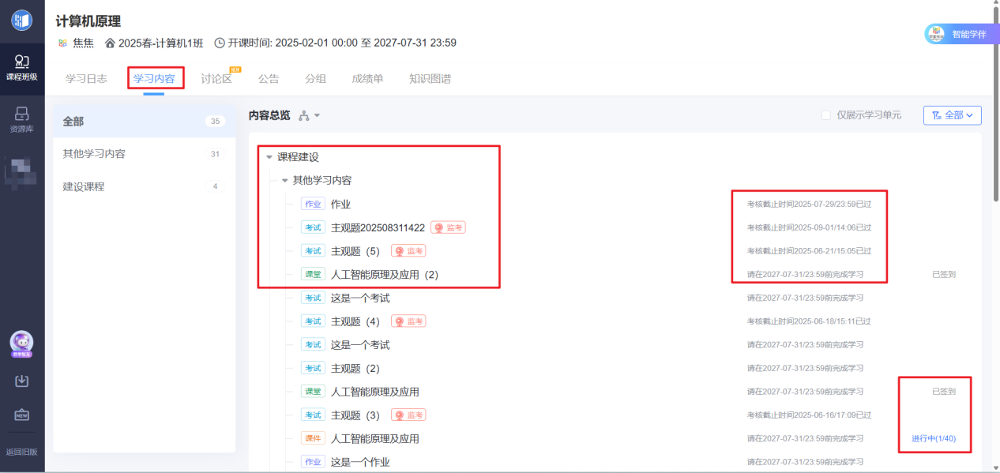 计算机原理
焦焦 2025春-计算机1班 开课时间: 2025-02-01 00:00 至 2027-07-31 23:59
智能学伴
课程班级
资源库
NEW
返回旧版
学习日志 学习内容 讨论区 公告 分组 成绩单 知识图谱
全部 35
其他学习内容 31
建设课程 4
内容总览 仅展示学习单元 全部
课程建设
其他学习内容
作业 作业 考核截止时间2025-07-29/23:59已过
考试 主观题202508311422 监考 考核截止时间2025-09-01/14:06已过
考试 主观题（5） 监考 考核截止时间2025-06-21/15:05已过
课堂 人工智能原理及应用（2） 请在2027-07-31/23:59前完成学习 已签到
考试 这是一个考试 请在2027-07-31/23:59前完成学习
考试 主观题（4） 监考 考核截止时间2025-06-18/15:11已过
考试 这是一个考试 请在2027-07-31/23:59前完成学习
考试 主观题（2） 请在2027-07-31/23:59前完成学习
课堂 人工智能原理及应用 请在2027-07-31/23:59前完成学习 已签到
考试 主观题（3） 监考 考核截止时间2025-06-16/17:09已过
课件 人工智能原理及应用 请在2027-07-31/23:59前完成学习 进行中(1/40)
作业 这是一个作业 请在2027-07-31/23:59前完成学习